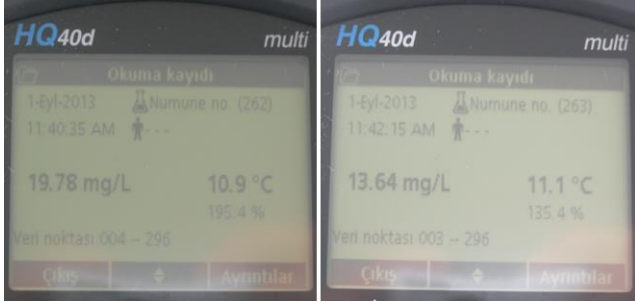 HQ40d multi
Okuma kayıdı
1-Eyl-2013 Numune no. (262)
11:40:35 AM - - -
19.78 mg/L 10.9 °C
195.4 %
Veri noktası 004 -- 296
Çıkış Ayrıntılar
HQ40d multi
Okuma kayıdı
1-Eyl-2013 Numune no. (263)
11:42:15 AM - - -
13.64 mg/L 11.1 °C
135.4 %
Veri noktası 003 -- 296
Çıkış Ayrıntılar